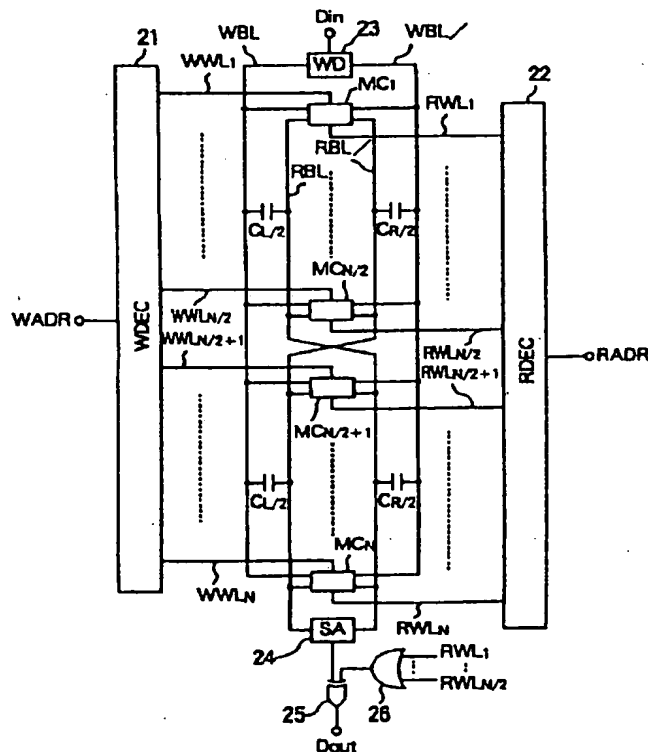 Din
21
WBL
23
WBL/
WD
22
WWL1
MC1
RWL1
RBL/
RBL
CL/2
CR/2
MCN/2
WADR
WDEC
WWLN/2
RWLN/2
RDEC
RADR
WWLN/2+1
RWLN/2+1
MCN/2+1
CL/2
CR/2
MCN
WWLN
RWLN
SA
24
RWL1
RWLN/2
25
26
Dout